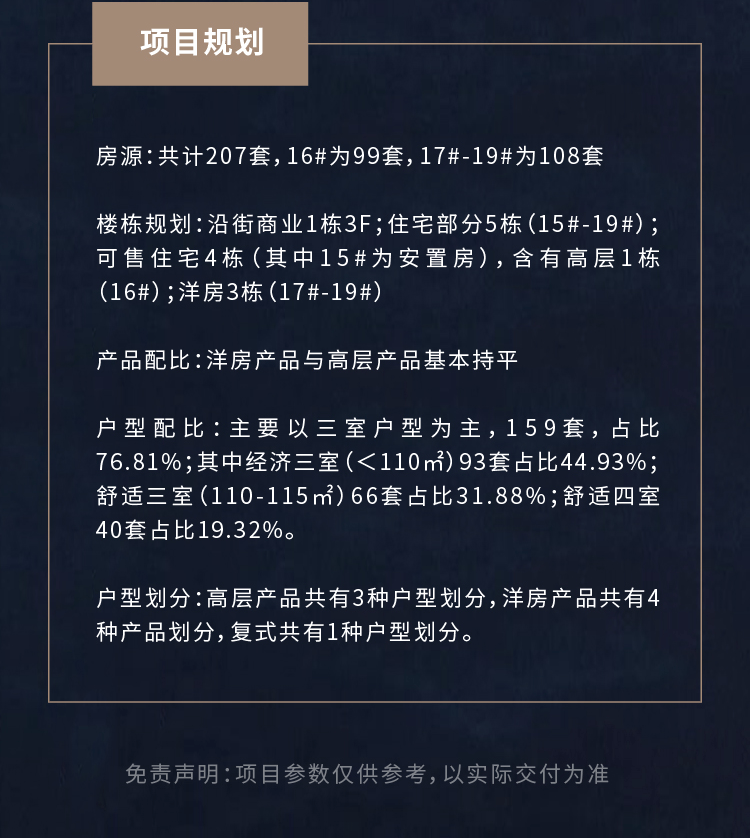 项目规划
房源：共计207套，16#为99套，17#-19#为108套
楼栋规划：沿街商业1栋3F；住宅部分5栋（15#-19#）；
可售住宅4栋（其中15#为安置房），含有高层1栋
（16#）；洋房3栋（17#-19#）
产品配比：洋房产品与高层产品基本持平
户型配比：主要以三室户型为主，159套，占比
76.81%；其中经济三室（＜110㎡）93套占比44.93%；
舒适三室（110-115㎡）66套占比31.88%；舒适四室
40套占比19.32%。
户型划分：高层产品共有3种户型划分，洋房产品共有4
种产品划分，复式共有1种户型划分。
免责声明：项目参数仅供参考，以实际交付为准